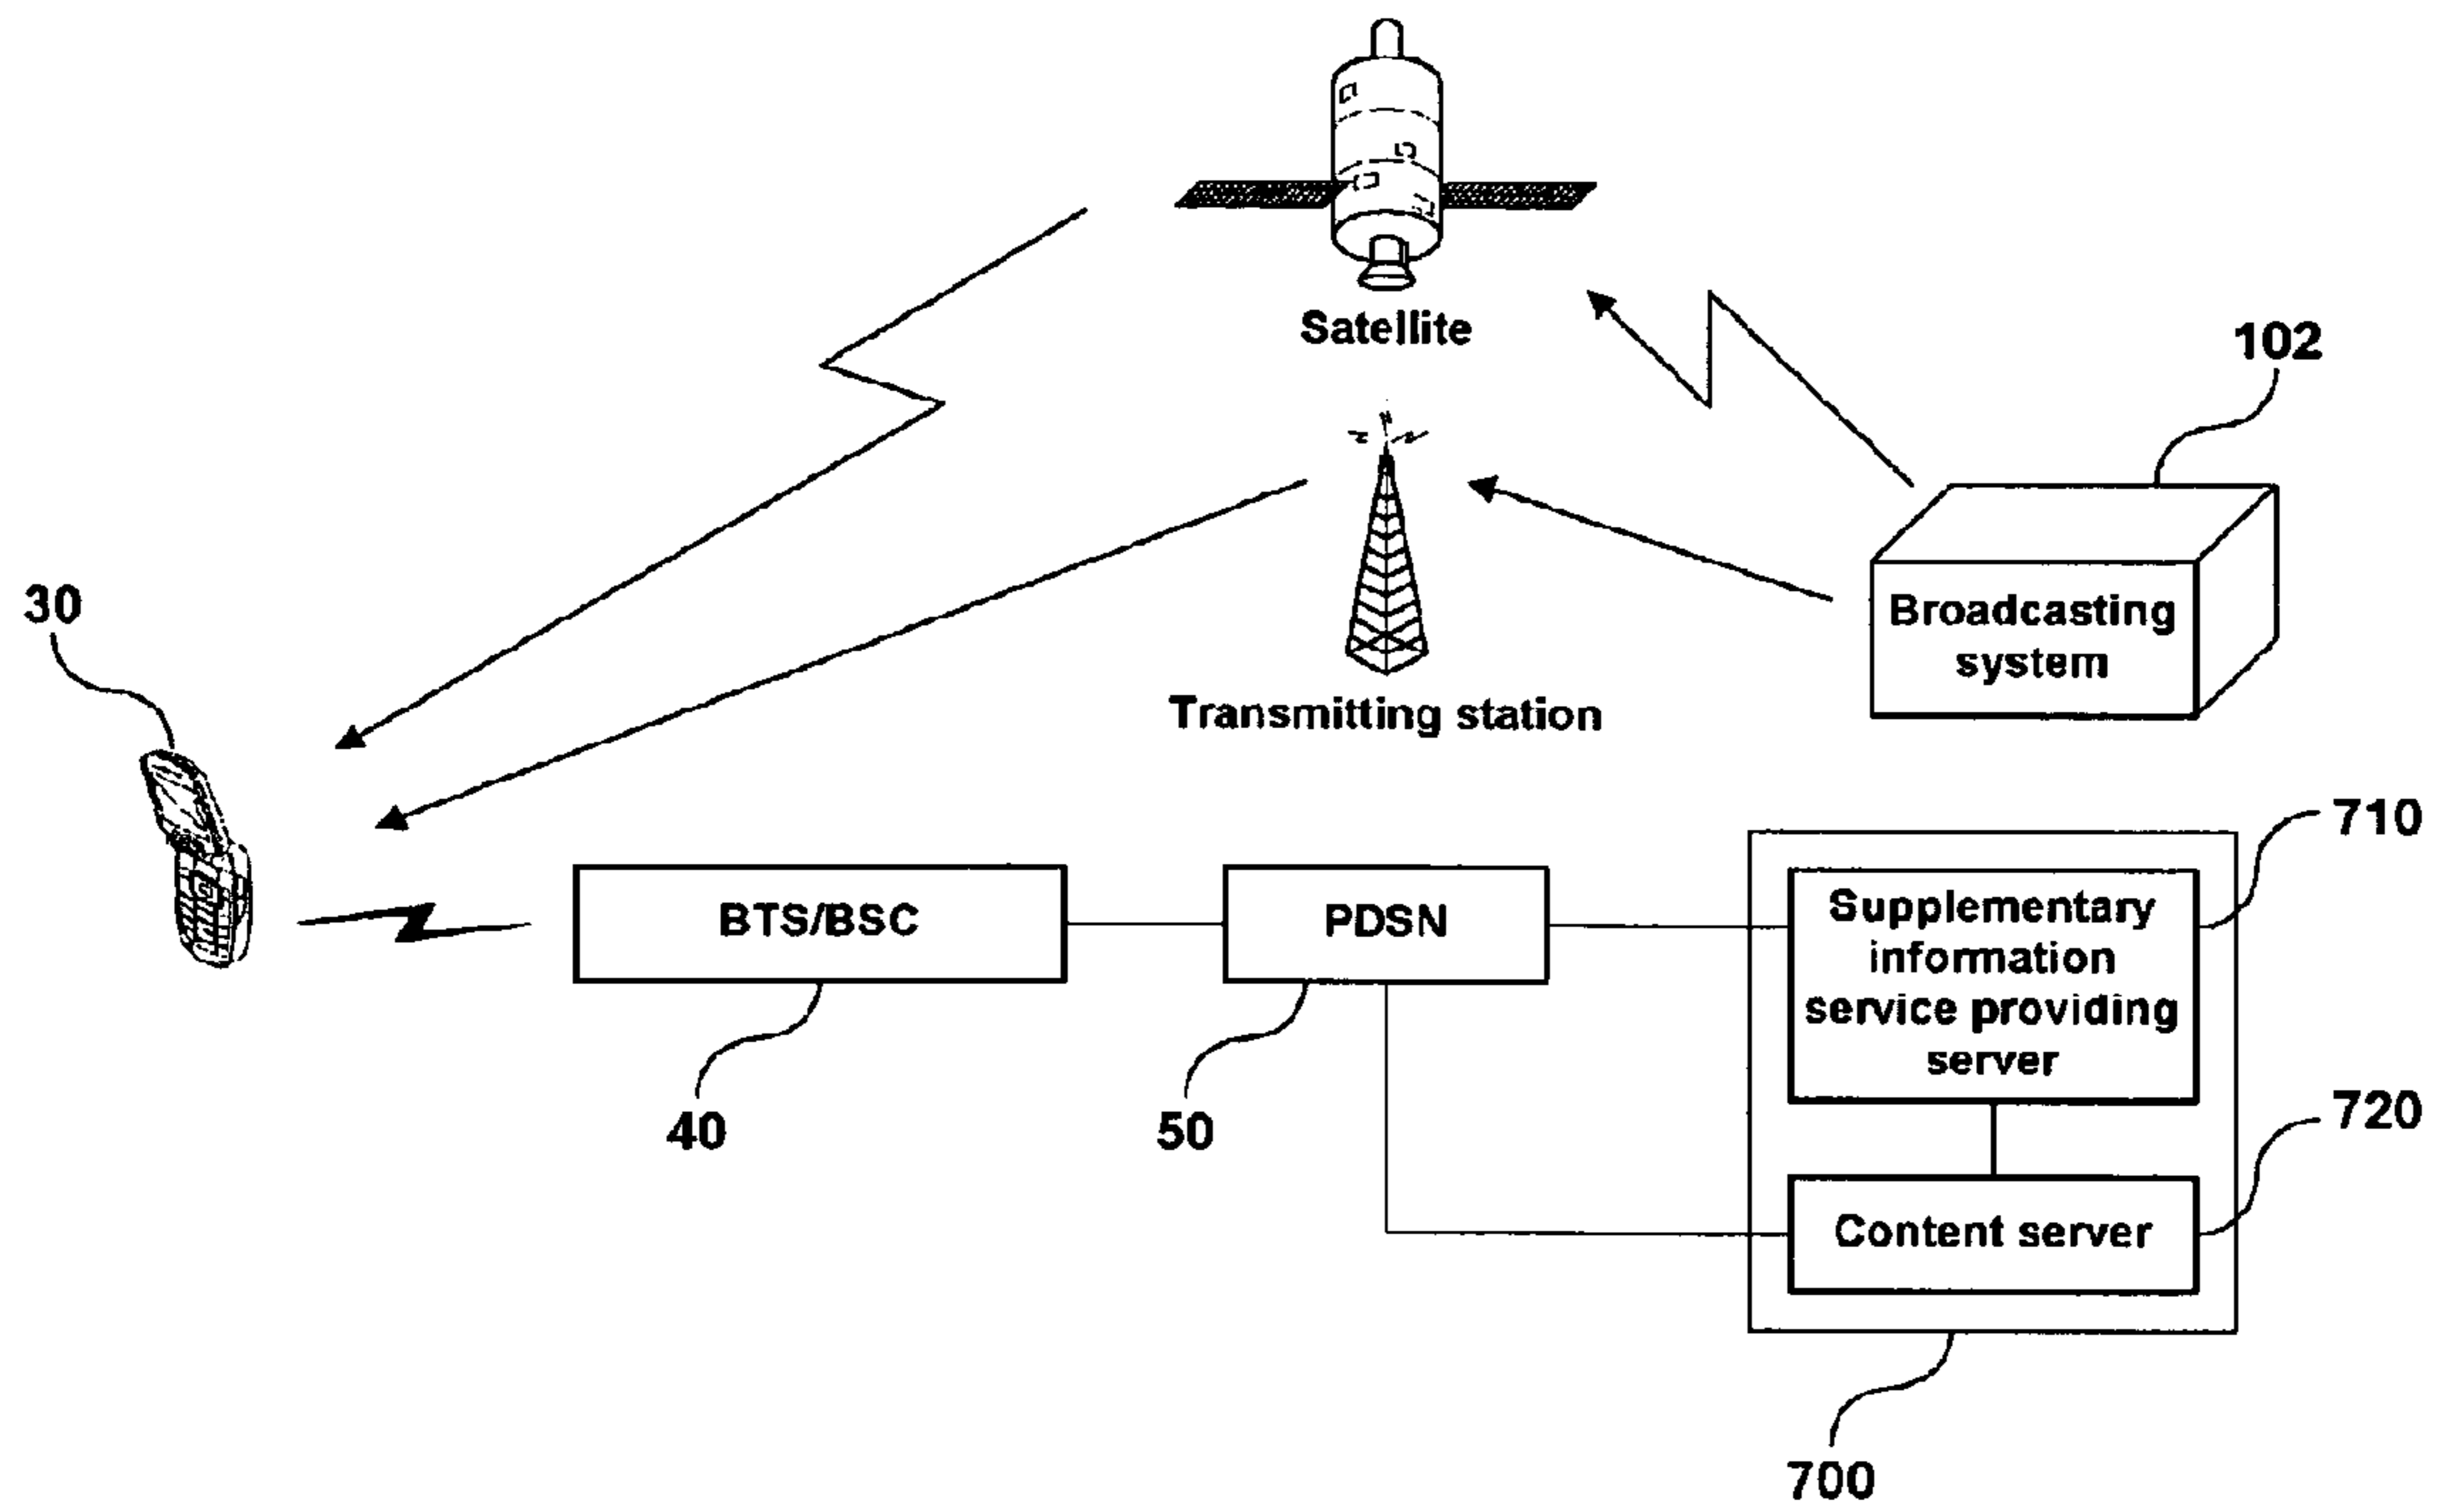 Satellite
102
Broadcasting
system
30
Transmitting station
710
BTS/BSC
PDSN
Supplementary
information
service providing
server
40
50
720
Content server
700